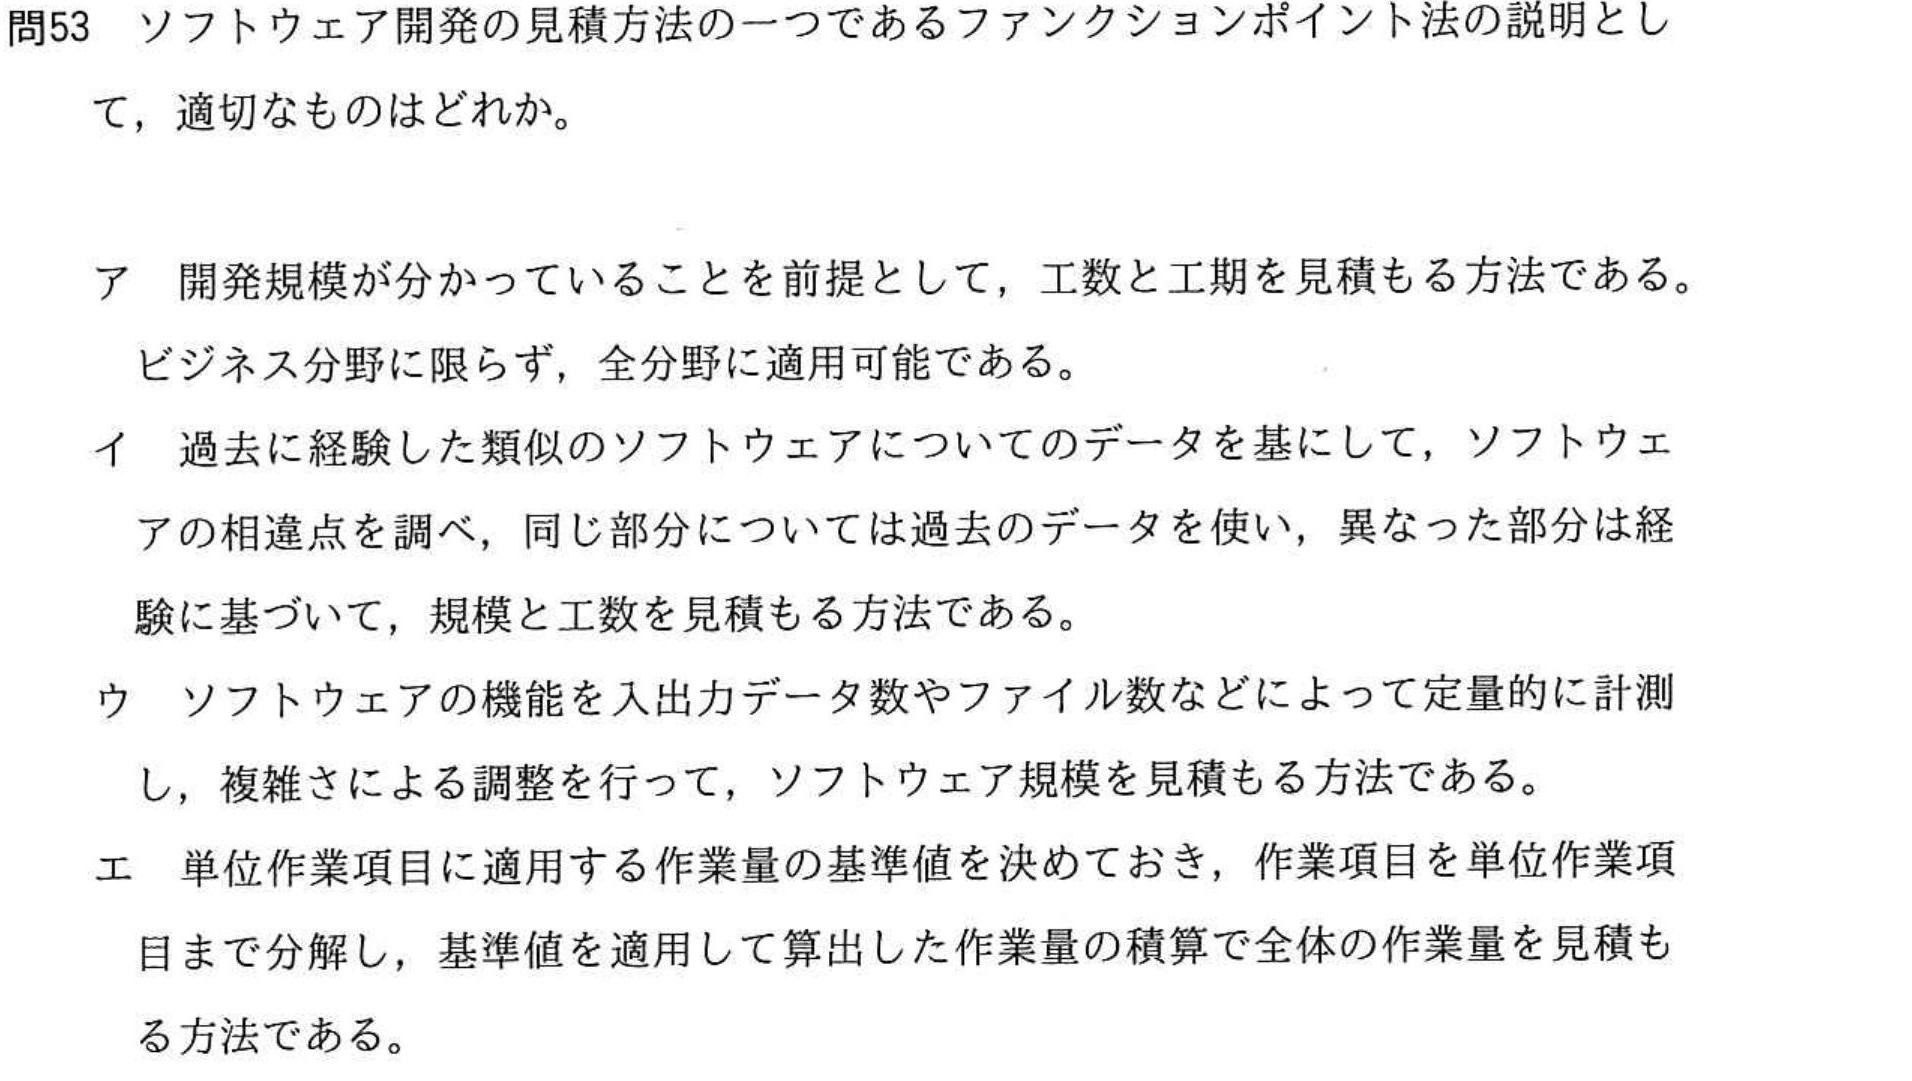 問53 ソフトウェア開発の見積方法の一つであるファンクションポイント法の説明とし
て，適切なものはどれか。
ア 開発規模が分かっていることを前提として，工数と工期を見積もる方法である。
ビジネス分野に限らず，全分野に適用可能である。
イ 過去に経験した類似のソフトウェアについてのデータを基にして，ソフトウェ
アの相違点を調べ，同じ部分については過去のデータを使い，異なった部分は経
験に基づいて，規模と工数を見積もる方法である。
ウ ソフトウェアの機能を入出力データ数やファイル数などによって定量的に計測
し，複雑さによる調整を行って，ソフトウェア規模を見積もる方法である。
エ 単位作業項目に適用する作業量の基準値を決めておき，作業項目を単位作業項
目まで分解し，基準値を適用して算出した作業量の積算で全体の作業量を見積も
る方法である。